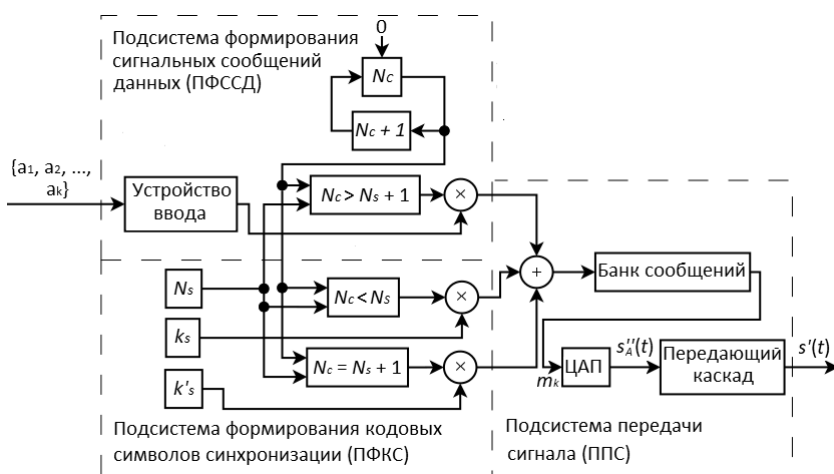 Подсистема формирования
сигнальных сообщений
данных (ПФССД)
0
Nc
Nc + 1
{a1, a2, ...,
ak}
Устройство
ввода
Nc > Ns + 1
×
+
Банк сообщений
Ns
Nc < Ns
×
ks
Nc = Ns + 1
×
k's
mk
ЦАП
s''A(t)
Передающий
каскад
s'(t)
Подсистема формирования кодовых
символов синхронизации (ПФКС)
Подсистема передачи
сигнала (ППС)